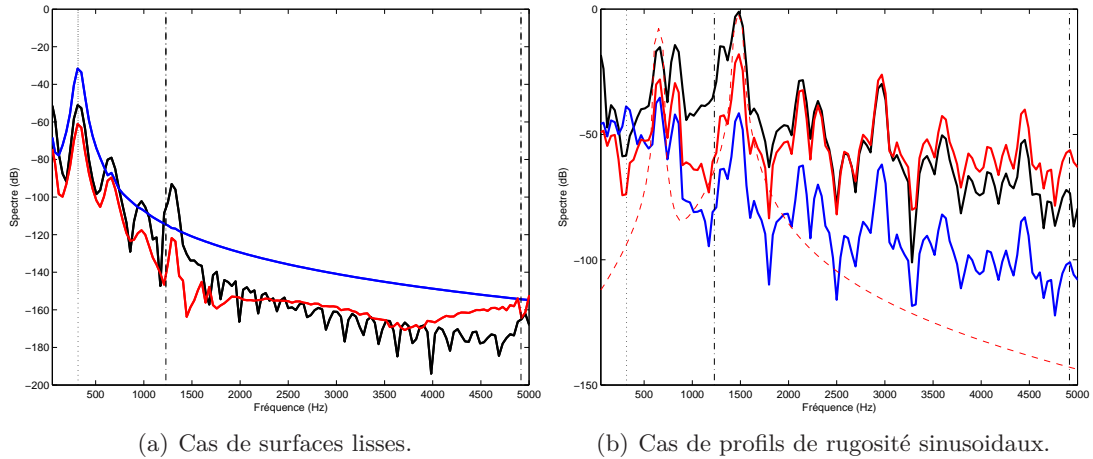 0
−20
−40
−60
−80
−100
−120
−140
−160
−180
−200
Spectre (dB)
500 1000 1500 2000 2500 3000 3500 4000 4500 5000
Fréquence (Hz)
(a) Cas de surfaces lisses.
0
−50
−100
−150
Spectre (dB)
500 1000 1500 2000 2500 3000 3500 4000 4500 5000
Fréquence (Hz)
(b) Cas de profils de rugosité sinusoidaux.